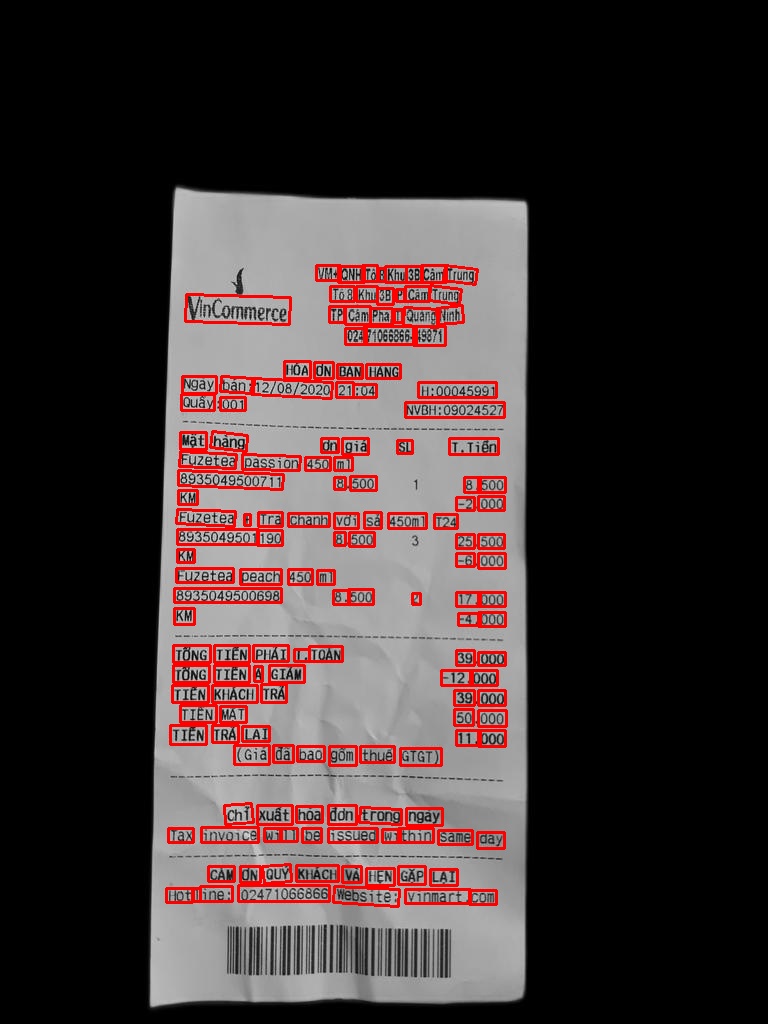 VM+ QNH Tổ 8 Khu 3B Cẩm Trung
Tổ 8 Khu 3B P Cẩm Trung
VinCommerce
TP Cẩm Phả Quảng Ninh
02471066866-49871
HÓA ĐƠN BÁN HÀNG
Ngày bán:12/08/2020 21:04 H:00045991
Quầy:001 NVBH:09024527
Mặt hàng Đơn giá SL T.Tiền
Fuzetea passion 450 ml
8935049500711 8.500 1 8.500
KM -2.000
Fuzetea : Trà chanh với sả 450ml T24
8935049501190 8.500 3 25.500
KM -6.000
Fuzetea peach 450 ml
8935049500698 8.500 2 17.000
KM -4.000
TỔNG TIỀN PHẢI T.TOÁN 39.000
TỔNG TIỀN ĐÃ GIẢM -12.000
TIỀN KHÁCH TRẢ 39.000
TIỀN MẶT 50.000
TIỀN TRẢ LẠI 11.000
(Giá đã bao gồm thuế GTGT)
Chỉ xuất hóa đơn trong ngày
Tax invoice will be issued within same day
CẢM ƠN QUÝ KHÁCH VÀ HẸN GẶP LẠI
Hotline: 02471066866 Website: vinmart.com